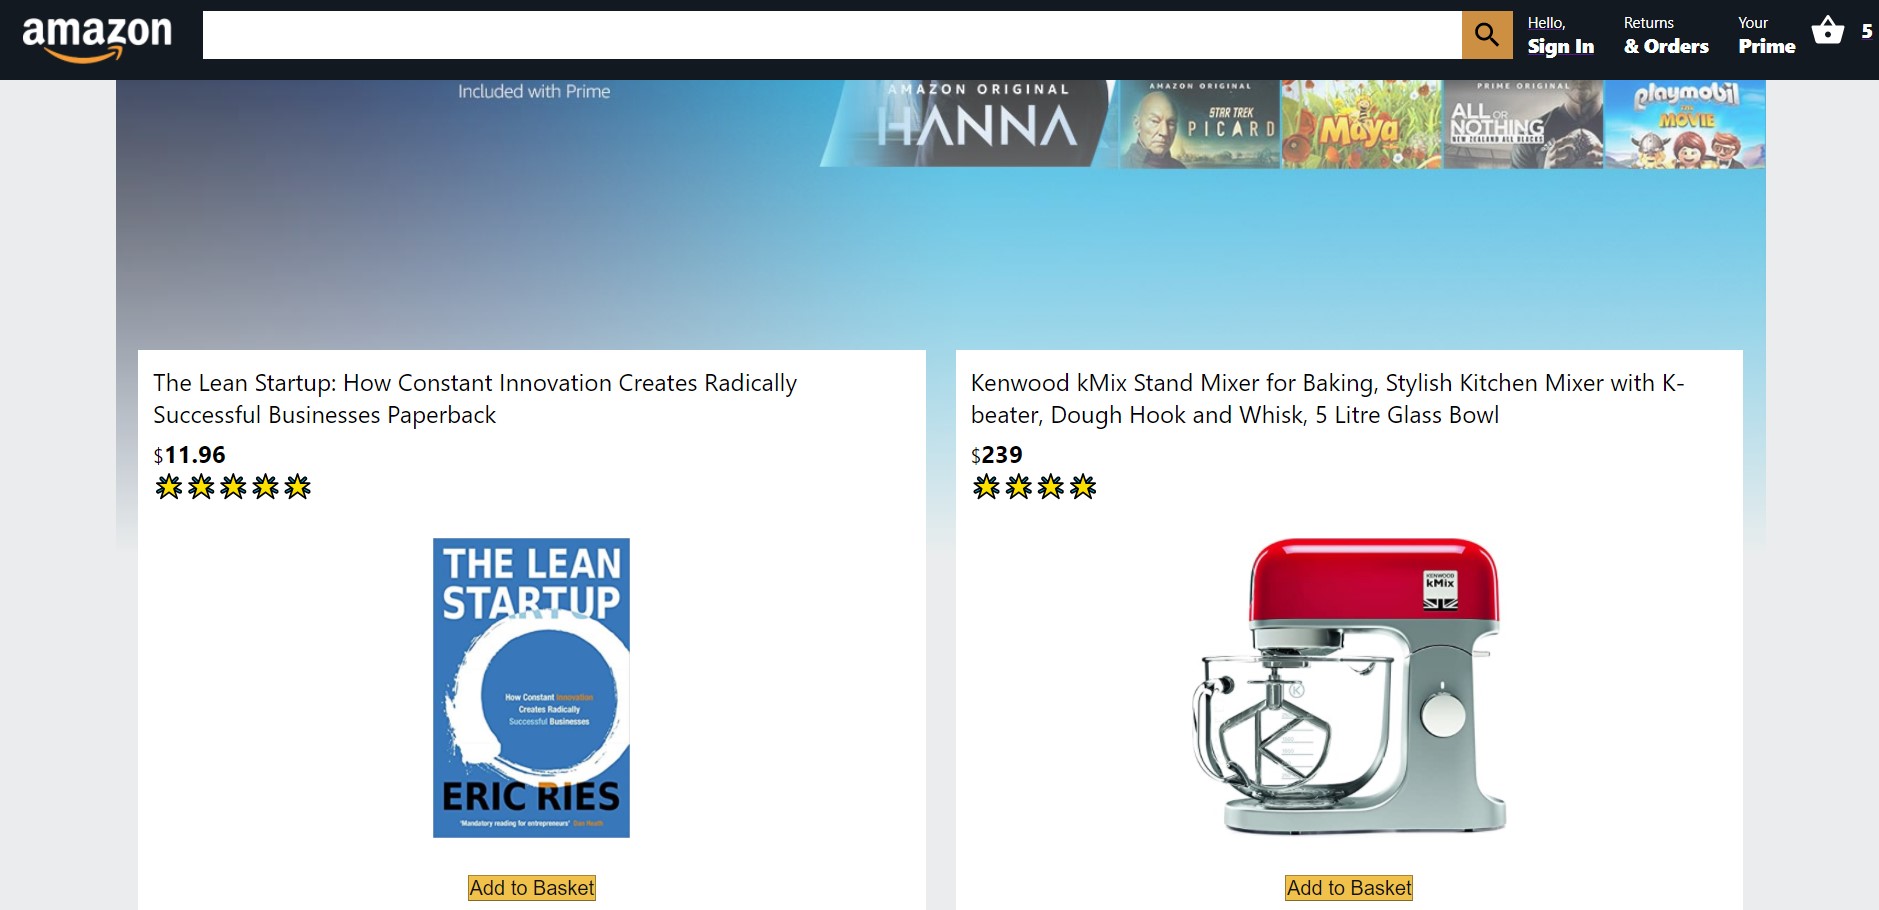 amazon
Hello,
Sign In
Returns
& Orders
Your
Prime
5
Included with Prime
AMAZON ORIGINAL
HANNA
AMAZON ORIGINAL
STAR TREK
PICARD
Maya
PRIME ORIGINAL
ALL OR
NOTHING
NEW ZEALAND ALL BLACKS
playmobil
THE
MOVIE
The Lean Startup: How Constant Innovation Creates Radically
Successful Businesses Paperback
$11.96
THE LEAN
STARTUP
How Constant Innovation
Creates Radically
Successful Businesses
ERIC RIES
'Mandatory reading for entrepreneurs' Dan Heath
Add to Basket
Kenwood kMix Stand Mixer for Baking, Stylish Kitchen Mixer with K-
beater, Dough Hook and Whisk, 5 Litre Glass Bowl
$239
KENWOOD
kMix
K
Add to Basket